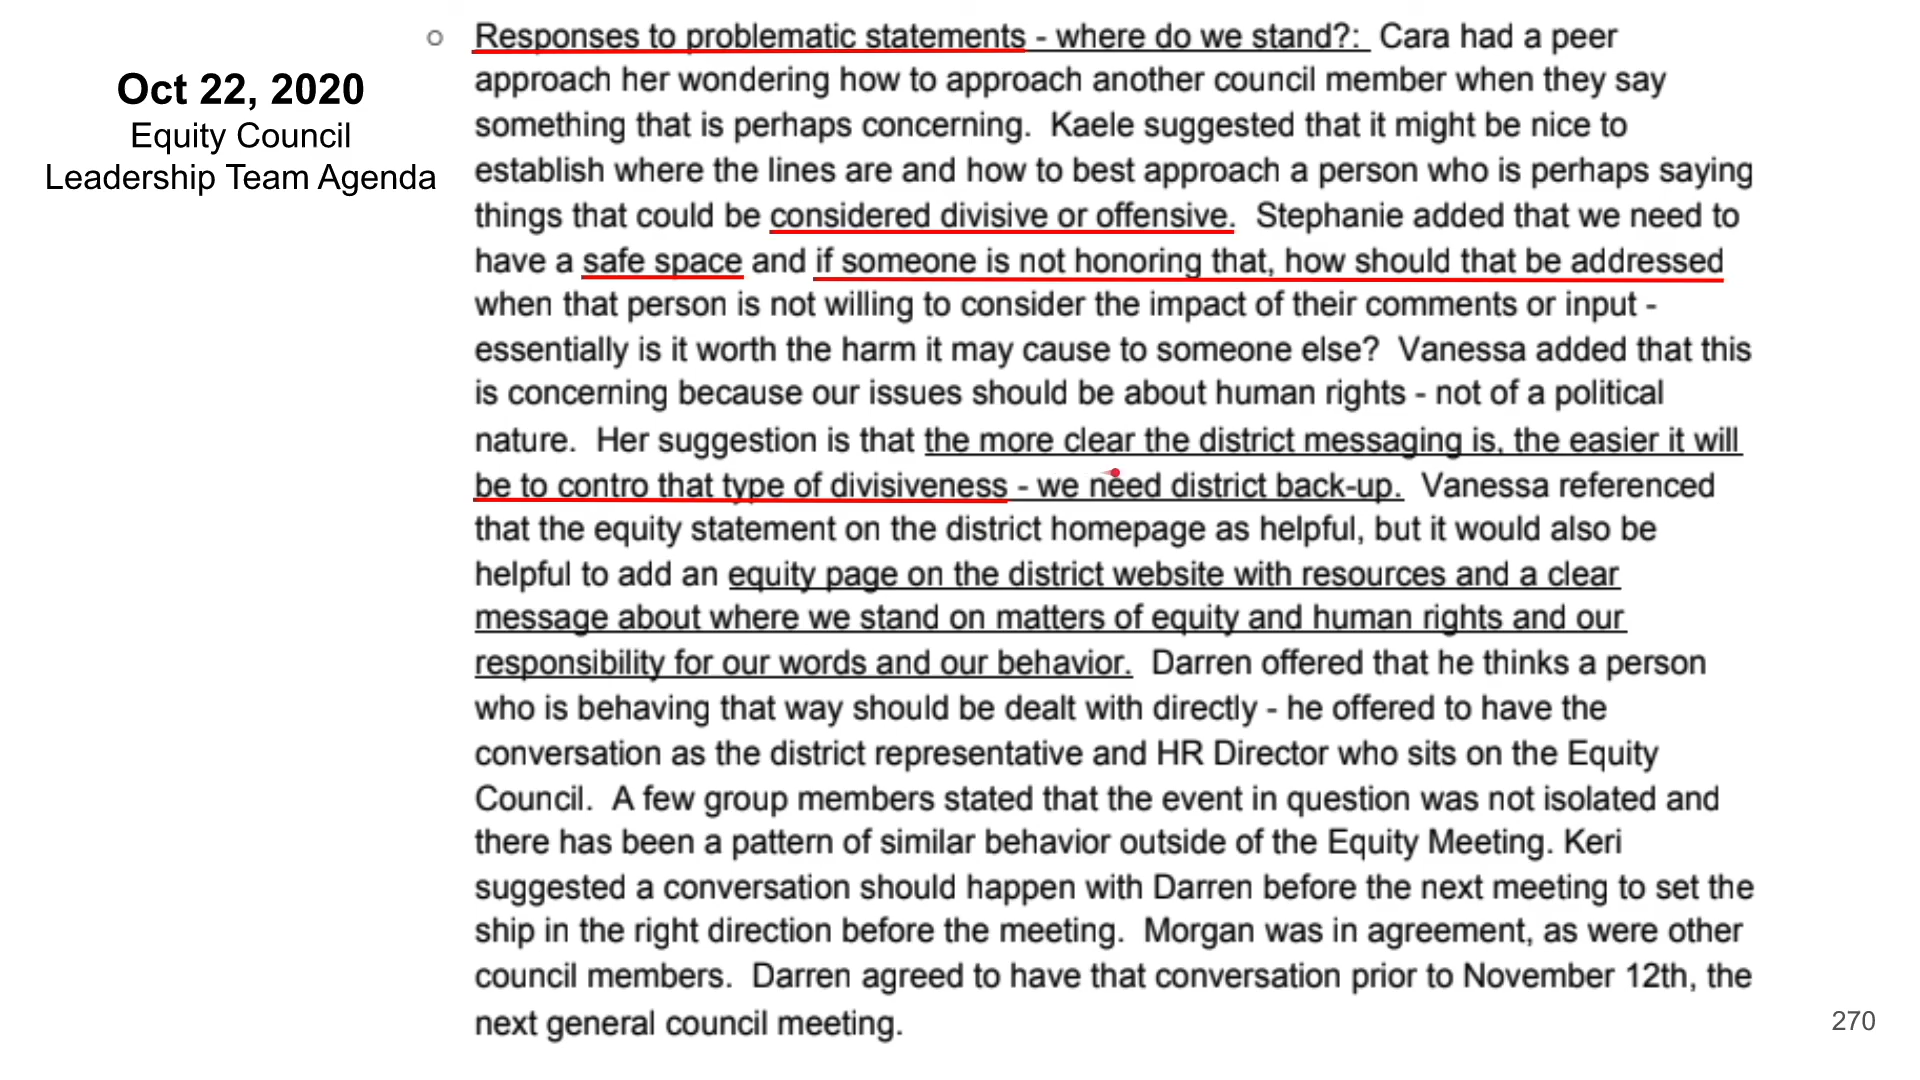 Oct 22, 2020
Equity Council
Leadership Team Agenda
o Responses to problematic statements - where do we stand?: Cara had a peer
approach her wondering how to approach another council member when they say
something that is perhaps concerning. Kaele suggested that it might be nice to
establish where the lines are and how to best approach a person who is perhaps saying
things that could be considered divisive or offensive. Stephanie added that we need to
have a safe space and if someone is not honoring that, how should that be addressed
when that person is not willing to consider the impact of their comments or input -
essentially is it worth the harm it may cause to someone else? Vanessa added that this
is concerning because our issues should be about human rights - not of a political
nature. Her suggestion is that the more clear the district messaging is, the easier it will
be to contro that type of divisiveness - we need district back-up. Vanessa referenced
that the equity statement on the district homepage as helpful, but it would also be
helpful to add an equity page on the district website with resources and a clear
message about where we stand on matters of equity and human rights and our
responsibility for our words and our behavior. Darren offered that he thinks a person
who is behaving that way should be dealt with directly - he offered to have the
conversation as the district representative and HR Director who sits on the Equity
Council. A few group members stated that the event in question was not isolated and
there has been a pattern of similar behavior outside of the Equity Meeting. Keri
suggested a conversation should happen with Darren before the next meeting to set the
ship in the right direction before the meeting. Morgan was in agreement, as were other
council members. Darren agreed to have that conversation prior to November 12th, the
next general council meeting.
270